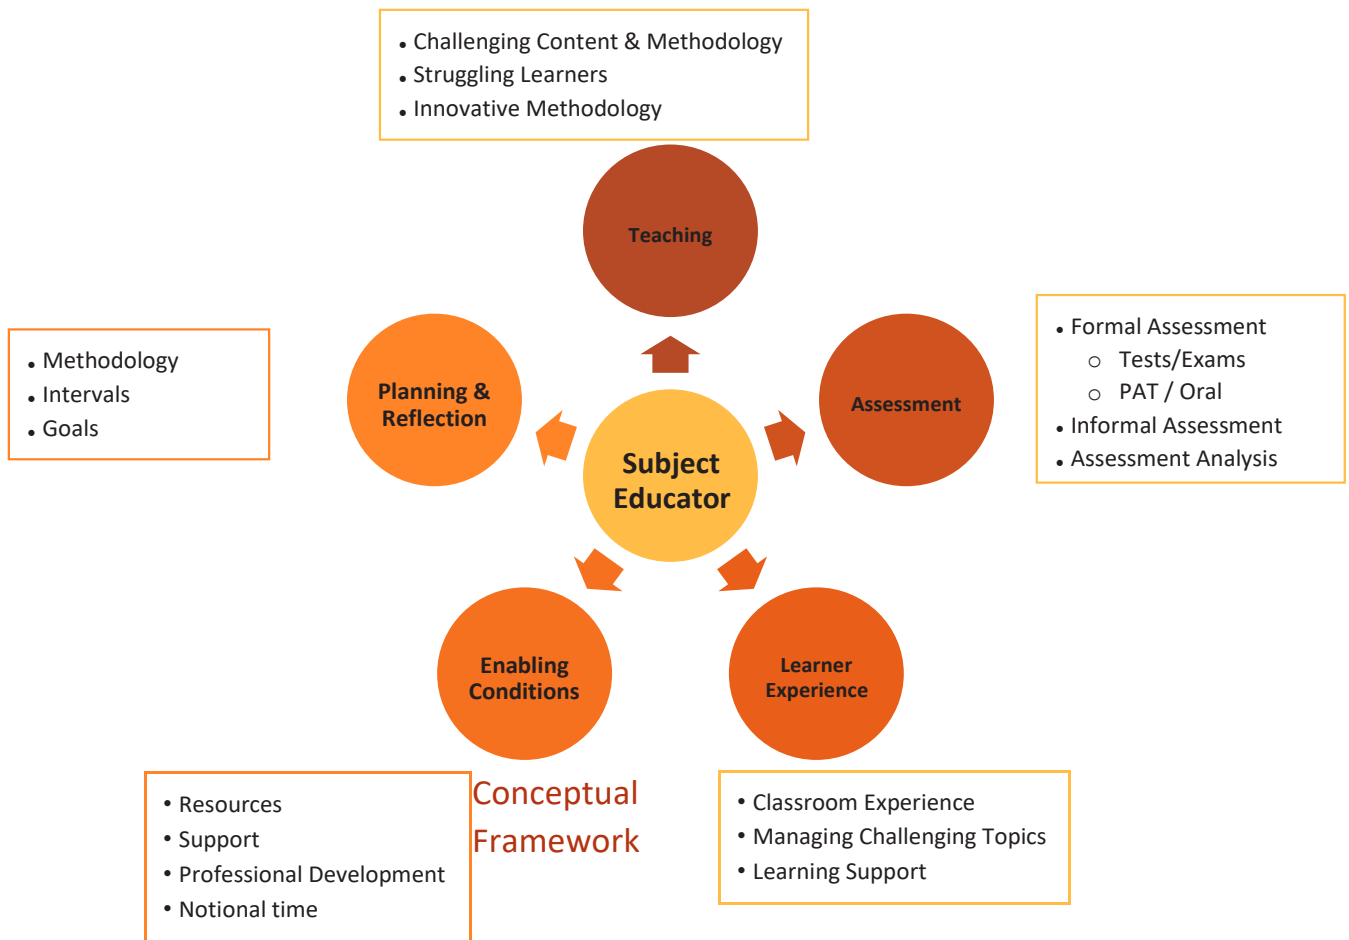 • Challenging Content & Methodology
• Struggling Learners
• Innovative Methodology
Teaching
• Methodology
• Intervals
• Goals
Planning &
Reflection
Subject
Educator
Assessment
• Formal Assessment
o Tests/Exams
o PAT / Oral
• Informal Assessment
• Assessment Analysis
Enabling
Conditions
Learner
Experience
• Resources
• Support
• Professional Development
• Notional time
Conceptual
Framework
• Classroom Experience
• Managing Challenging Topics
• Learning Support